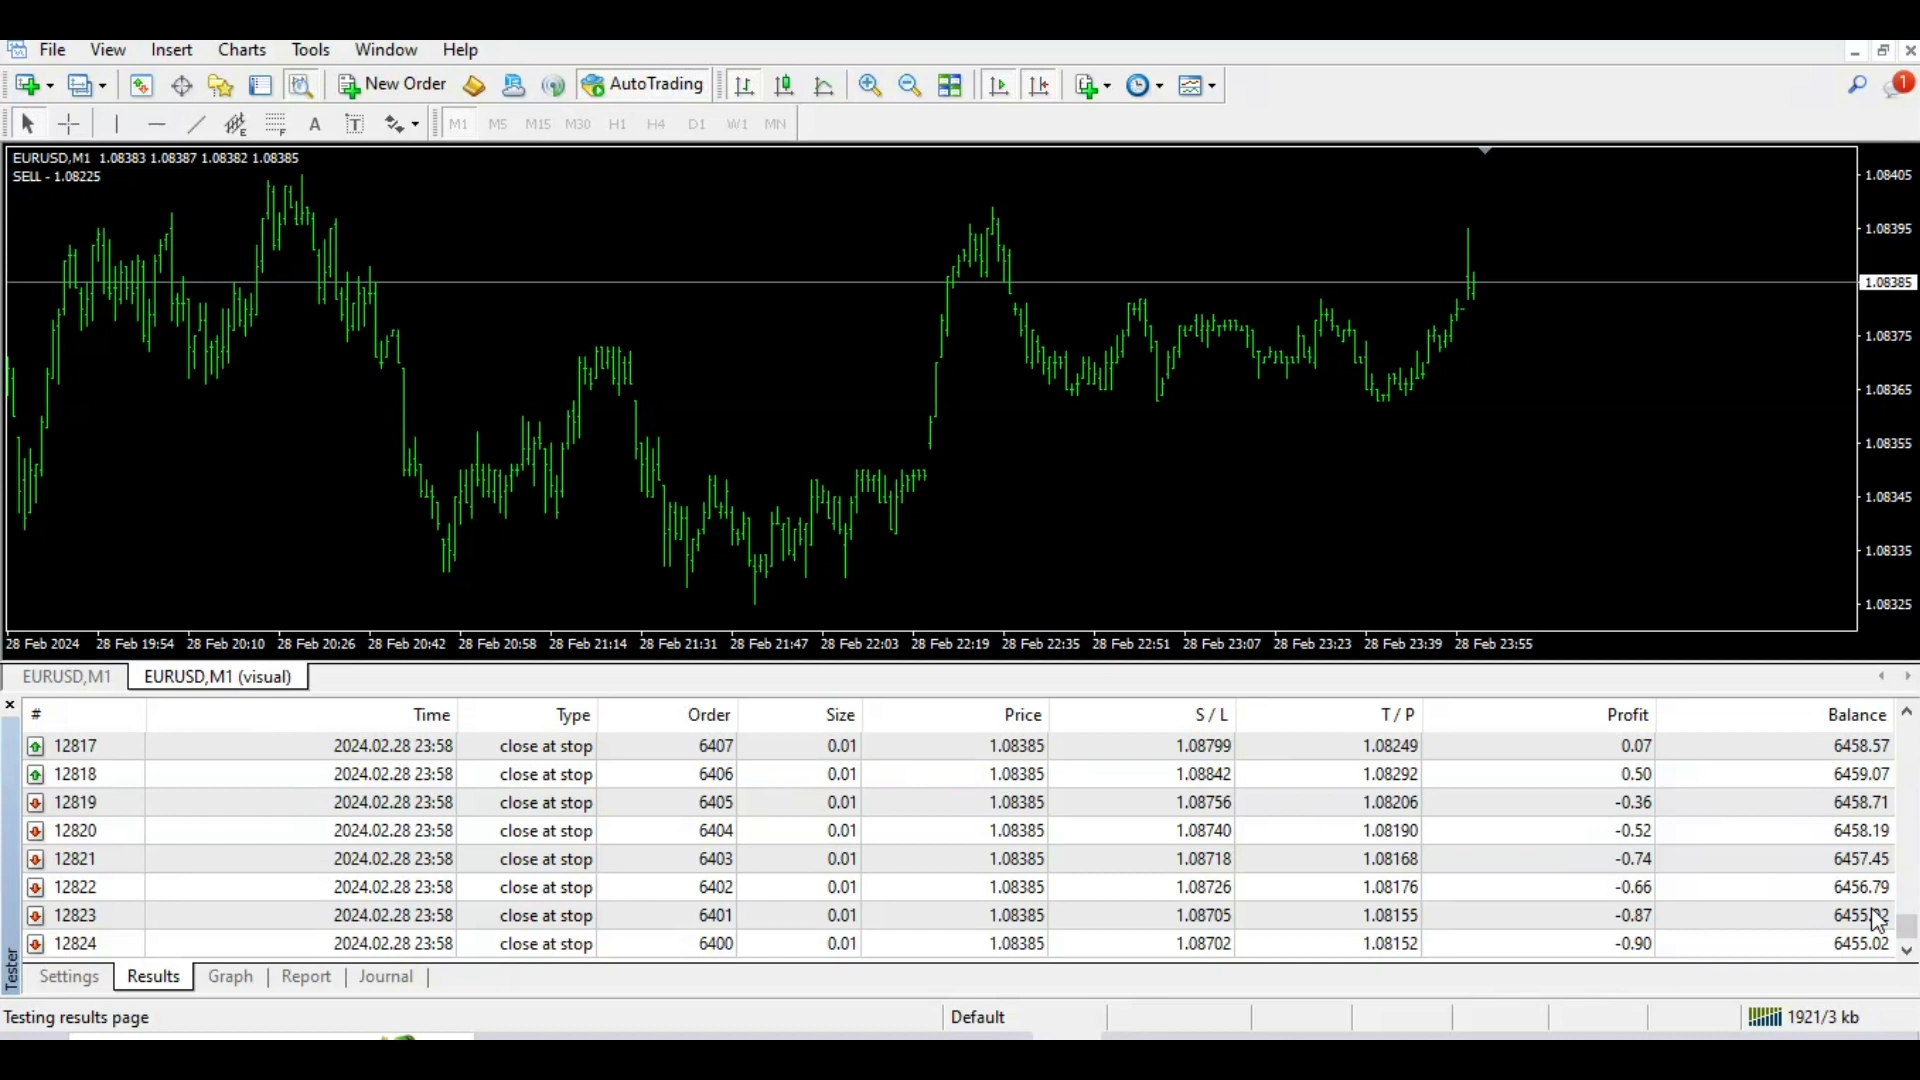 File View Insert Charts Tools Window Help
New Order AutoTrading 1
E F A T M1 M5 M15 M30 H1 H4 D1 W1 MN
EURUSD,M1 1.08383 1.08387 1.08382 1.08385
SELL - 1.08225
1.08405
1.08395
1.08385
1.08375
1.08365
1.08355
1.08345
1.08335
1.08325
28 Feb 2024 28 Feb 19:54 28 Feb 20:10 28 Feb 20:26 28 Feb 20:42 28 Feb 20:58 28 Feb 21:14 28 Feb 21:31 28 Feb 21:47 28 Feb 22:03 28 Feb 22:19 28 Feb 22:35 28 Feb 22:51 28 Feb 23:07 28 Feb 23:23 28 Feb 23:39 28 Feb 23:55
EURUSD,M1 EURUSD,M1 (visual)
# Time Type Order Size Price S / L T / P Profit Balance
12817 2024.02.28 23:58 close at stop 6407 0.01 1.08385 1.08799 1.08249 0.07 6458.57
12818 2024.02.28 23:58 close at stop 6406 0.01 1.08385 1.08842 1.08292 0.50 6459.07
12819 2024.02.28 23:58 close at stop 6405 0.01 1.08385 1.08756 1.08206 -0.36 6458.71
12820 2024.02.28 23:58 close at stop 6404 0.01 1.08385 1.08740 1.08190 -0.52 6458.19
12821 2024.02.28 23:58 close at stop 6403 0.01 1.08385 1.08718 1.08168 -0.74 6457.45
12822 2024.02.28 23:58 close at stop 6402 0.01 1.08385 1.08726 1.08176 -0.66 6456.79
12823 2024.02.28 23:58 close at stop 6401 0.01 1.08385 1.08705 1.08155 -0.87
12824 2024.02.28 23:58 close at stop 6400 0.01 1.08385 1.08702 1.08152 -0.90 6455.02
Tester
Settings Results Graph Report Journal
Testing results page Default 1921/3 kb